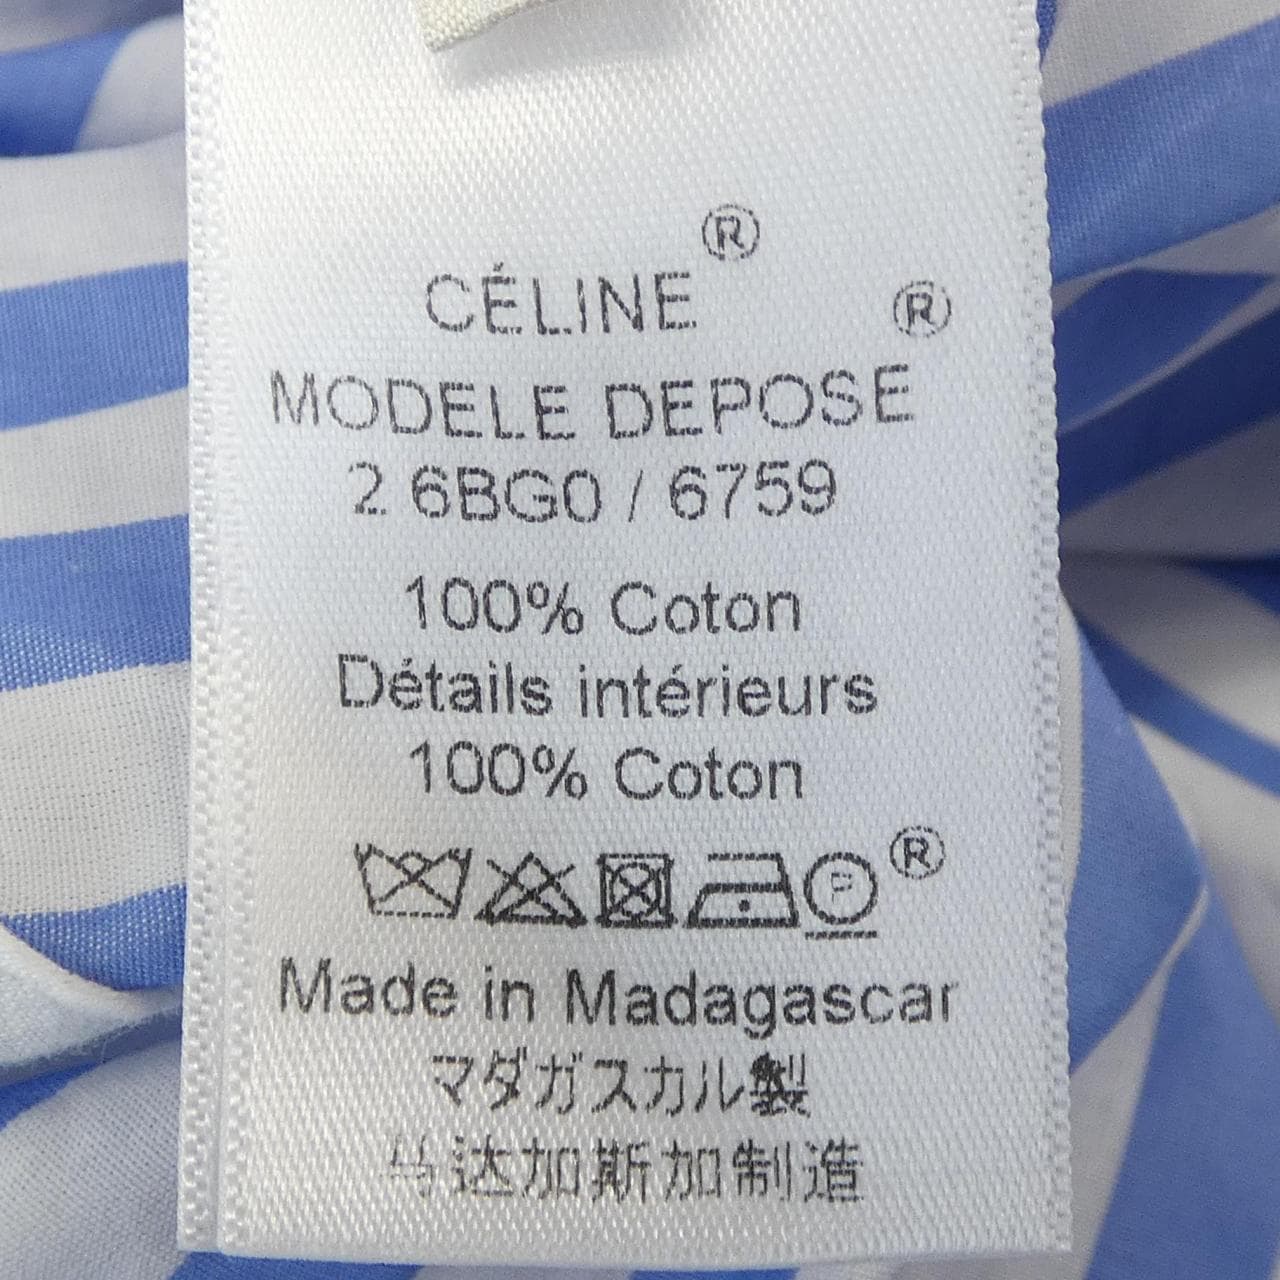 CÉLINE®
MODELE DEPOSE®
2 6BG0 / 6759
100% Coton
Détails intérieurs
100% Coton
P ®
Made in Madagascar
マダガスカル製
马达加斯加制造